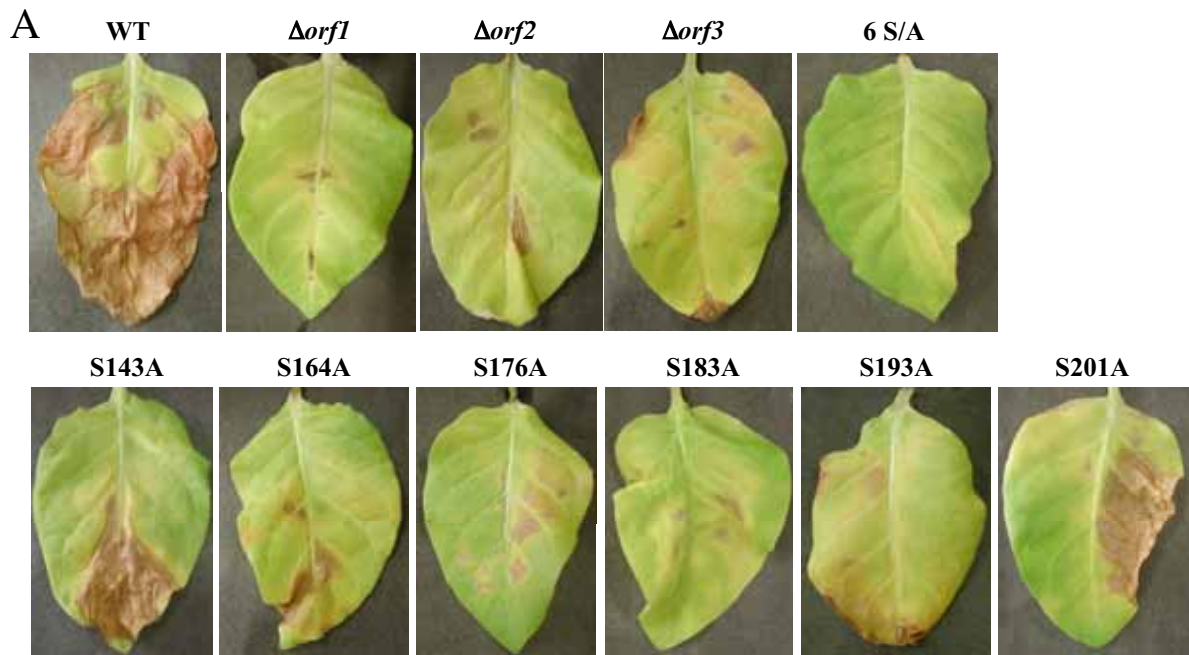 A
WT Δorf1 Δorf2 Δorf3 6 S/A
S143A S164A S176A S183A S193A S201A